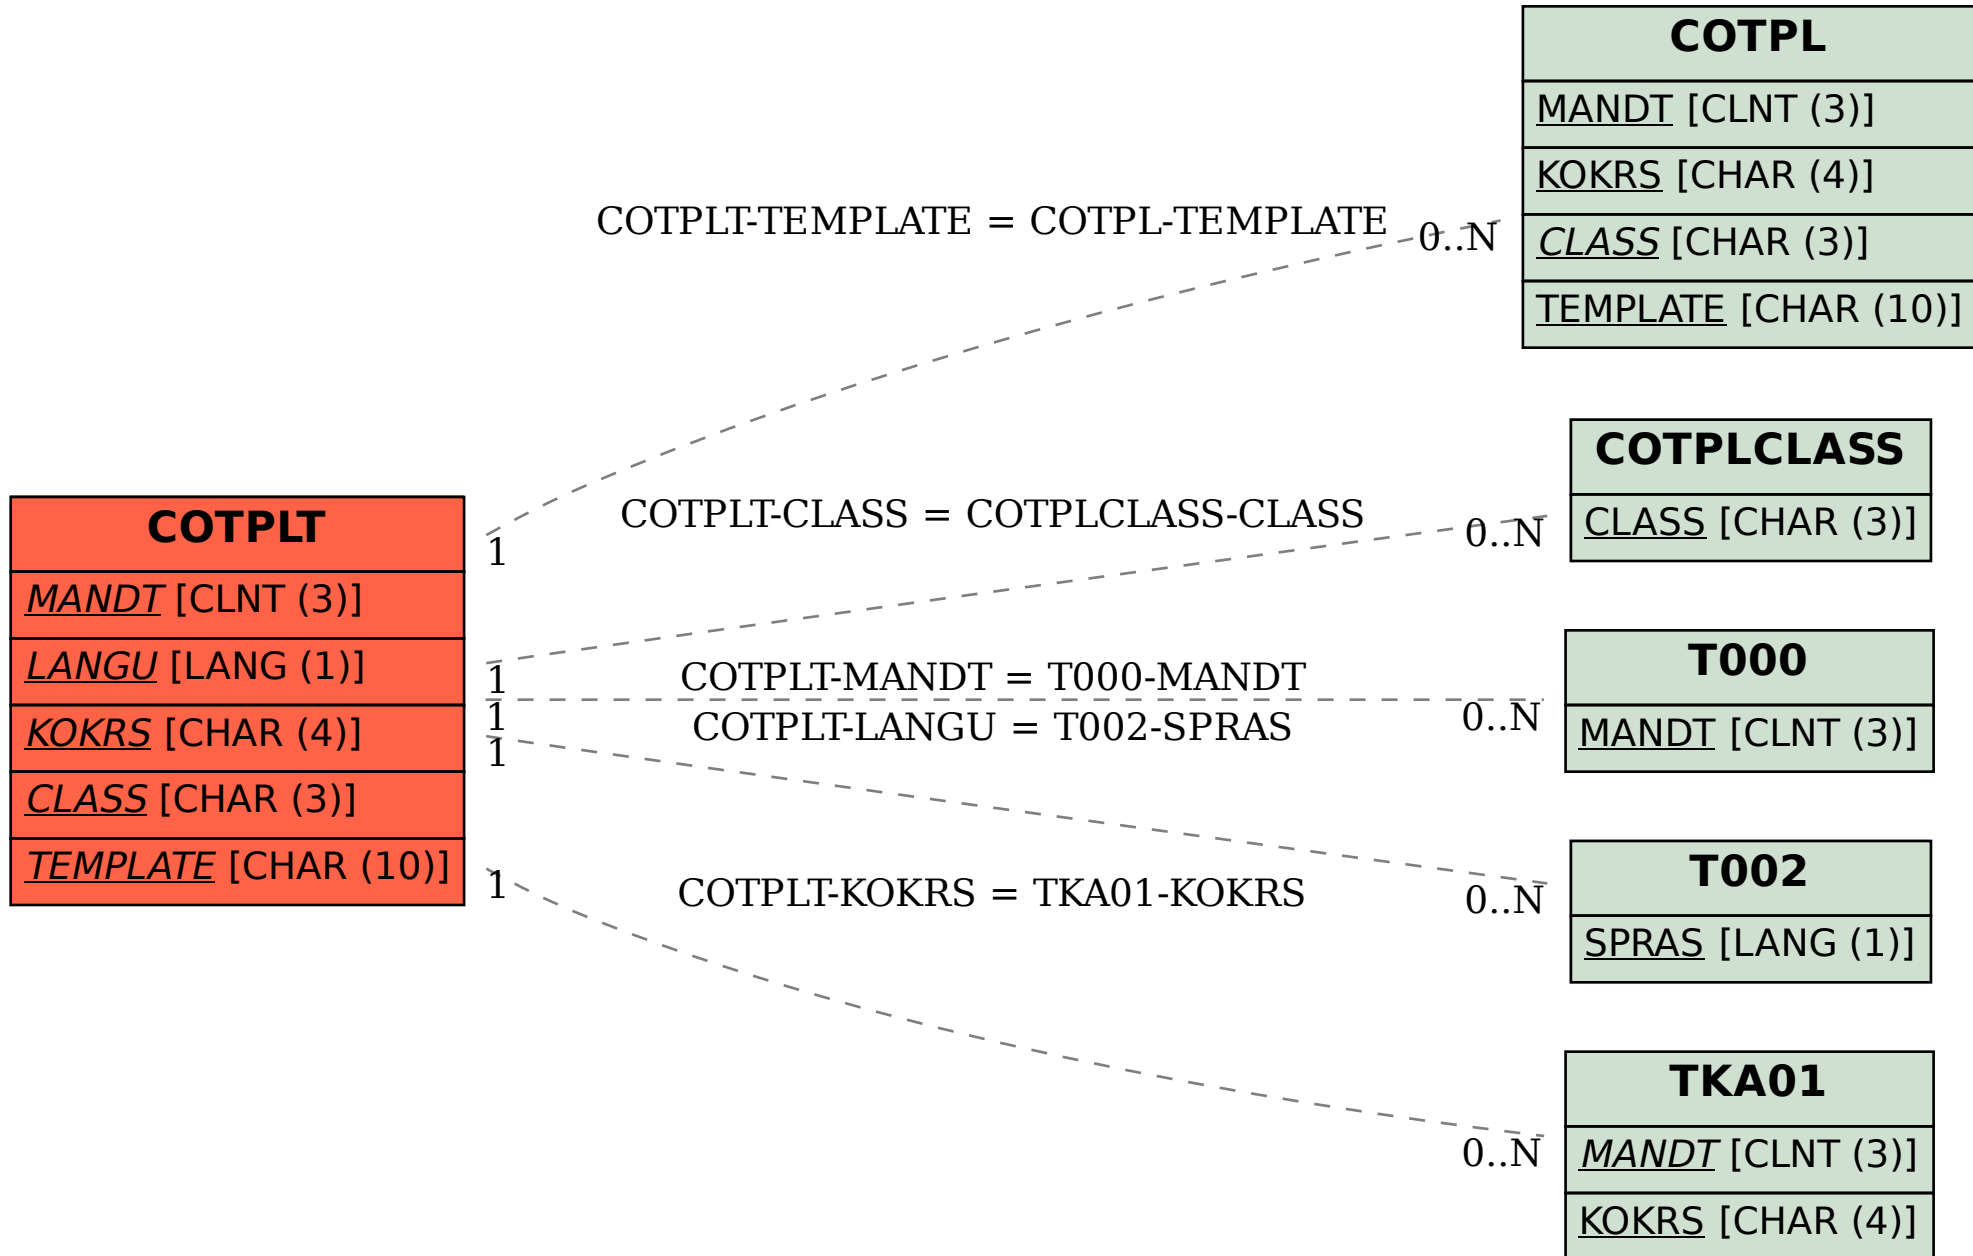 COTPL
MANDT [CLNT (3)]
KOKRS [CHAR (4)]
CLASS [CHAR (3)]
TEMPLATE [CHAR (10)]
COTPLT-TEMPLATE = COTPL-TEMPLATE
0..N
1
COTPLCLASS
CLASS [CHAR (3)]
COTPLT-CLASS = COTPLCLASS-CLASS
0..N
1
COTPLT
MANDT [CLNT (3)]
LANGU [LANG (1)]
KOKRS [CHAR (4)]
CLASS [CHAR (3)]
TEMPLATE [CHAR (10)]
COTPLT-MANDT = T000-MANDT
0..N
1
T000
MANDT [CLNT (3)]
COTPLT-LANGU = T002-SPRAS
1
0..N
T002
SPRAS [LANG (1)]
COTPLT-KOKRS = TKA01-KOKRS
1
0..N
TKA01
MANDT [CLNT (3)]
KOKRS [CHAR (4)]